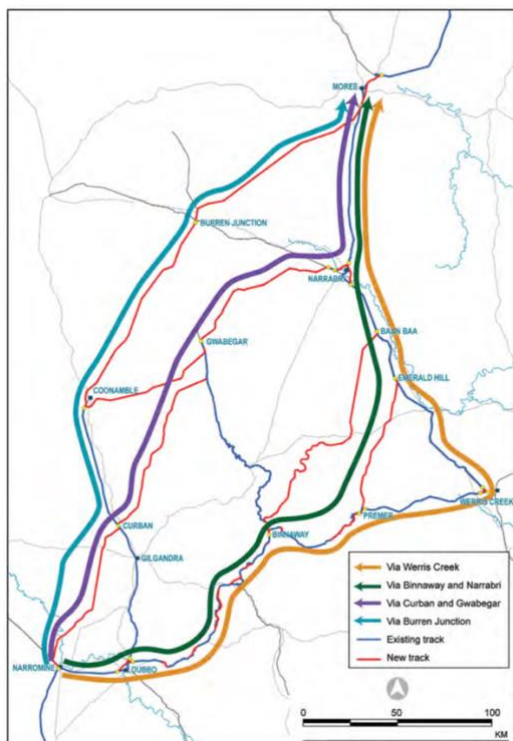 MOREE
BURREN JUNCTION
NARRABRI
BAAN BAA
GWABEGAR
EMERALD HILL
COONAMBLE
WERRIS CREEK
PREMER
CURBAN
BINNAWAY
GILGANDRA
NARROMINE
DUBBO
Via Werris Creek
Via Binnaway and Narrabri
Via Curban and Gwabegar
Via Burren Junction
Existing track
New track
0 50 100
KM